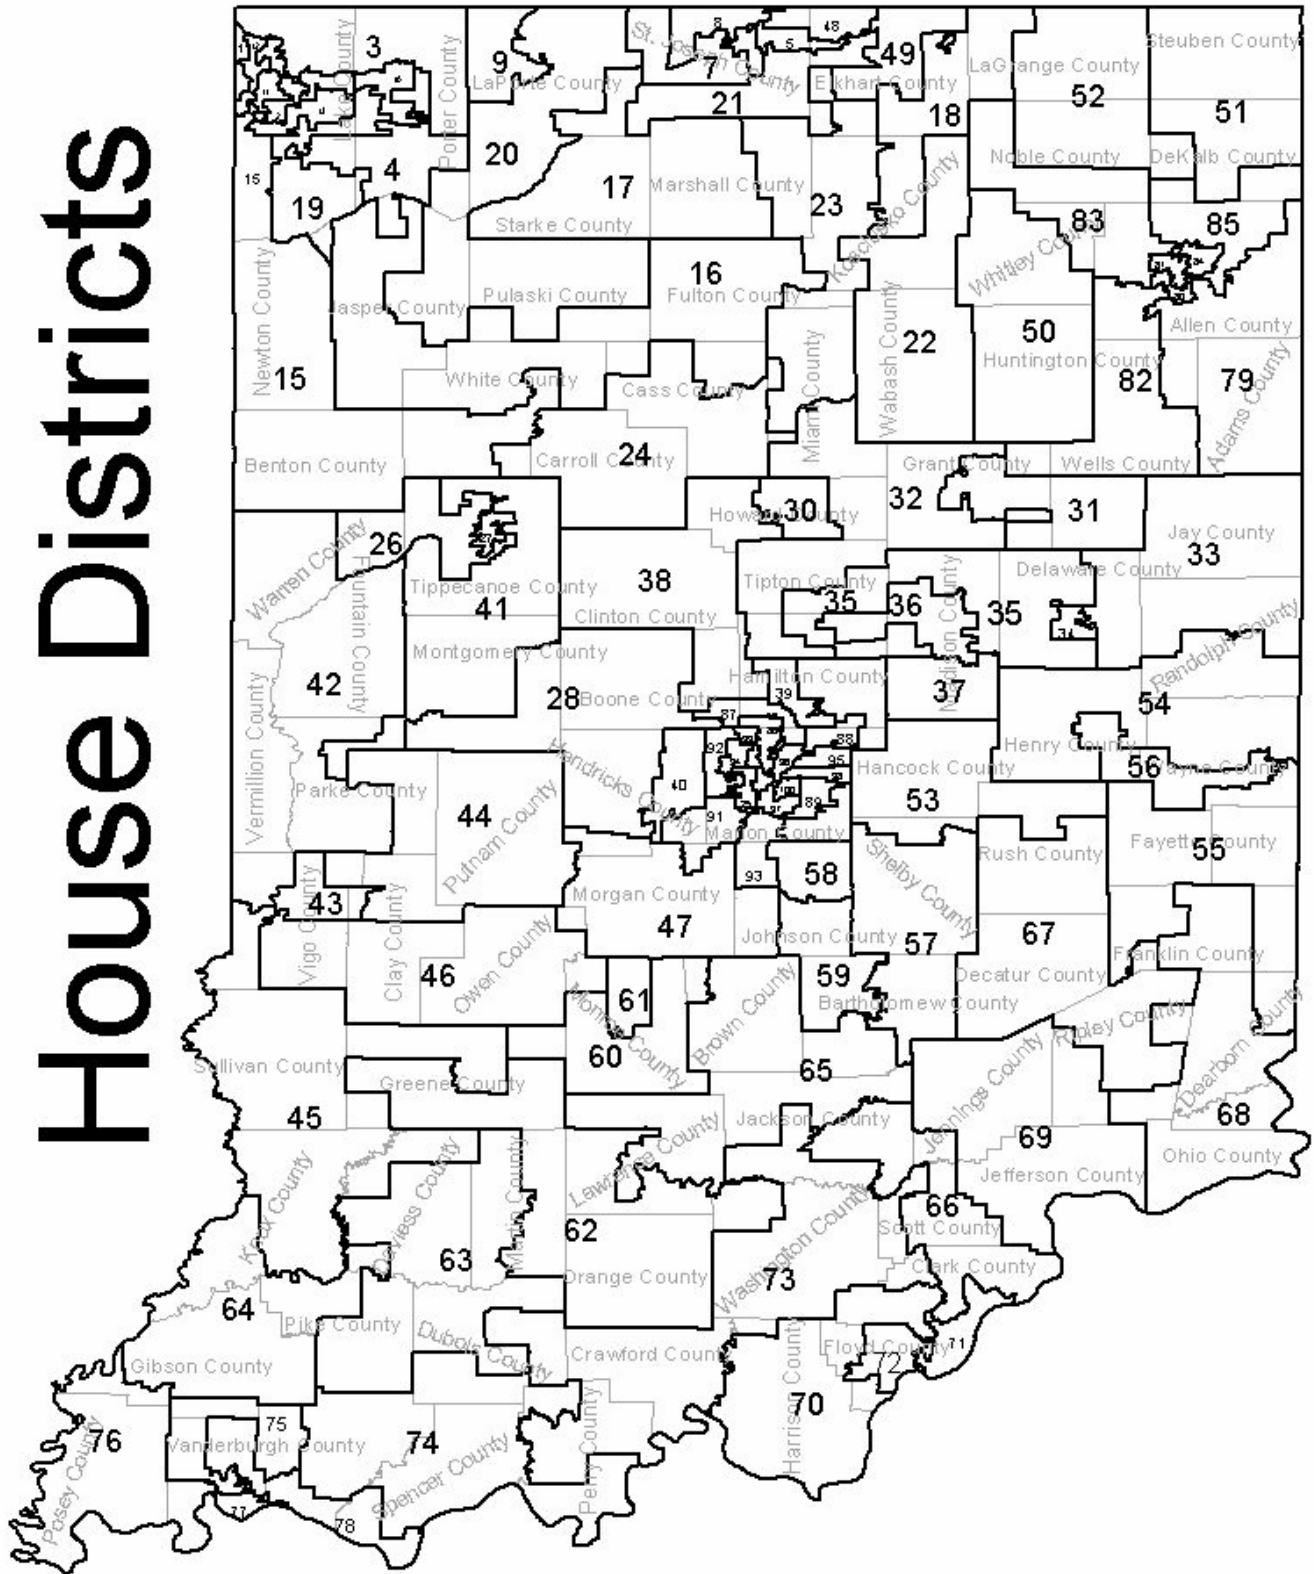 House Districts
3
9
8
48
5
7
49
St. Joseph County
Steuben County
LaPorte County
Elkhart County
LaGrange County
Lake County
Porter County
52
51
21
18
20
4
15
19
17
Marshall County
23
Noble County
DeKalb County
Starke County
Kosciusko County
83
85
Whitley County
16
Pulaski County
Fulton County
Jasper County
Newton County
Allen County
22
50
Huntington County
82
79
Adams County
Miami County
Wabash County
15
White County
Cass County
Benton County
Carroll County
24
Grant County
Wells County
32
31
30
Howard County
Jay County
33
26
27
Warren County
Fountain County
Tippecanoe County
41
38
Clinton County
Tipton County
35
36
35
Delaware County
34
Madison County
Randolph County
Montgomery County
42
28
Boone County
Hamilton County
39
37
54
87
88
92
95
Henry County
56
Wayne County
Hendricks County
Hancock County
Vermillion County
Parke County
44
Putnam County
40
89
91
Marion County
53
Shelby County
Rush County
Fayette County
55
43
Vigo County
Clay County
93
58
Morgan County
47
Johnson County
57
67
Decatur County
Franklin County
46
Owen County
61
Monroe County
Brown County
59
Bartholomew County
Ripley County
Dearborn County
Sullivan County
Greene County
60
65
Jennings County
45
Jackson County
69
68
Ohio County
Jefferson County
Lawrence County
Knox County
Daviess County
Martin County
63
62
Orange County
Washington County
73
66
Scott County
Clark County
64
Pike County
Dubois County
Crawford County
Gibson County
Floyd County
71
72
70
Harrison County
76
Posey County
75
Vanderburgh County
74
Spencer County
Perry County
77
78